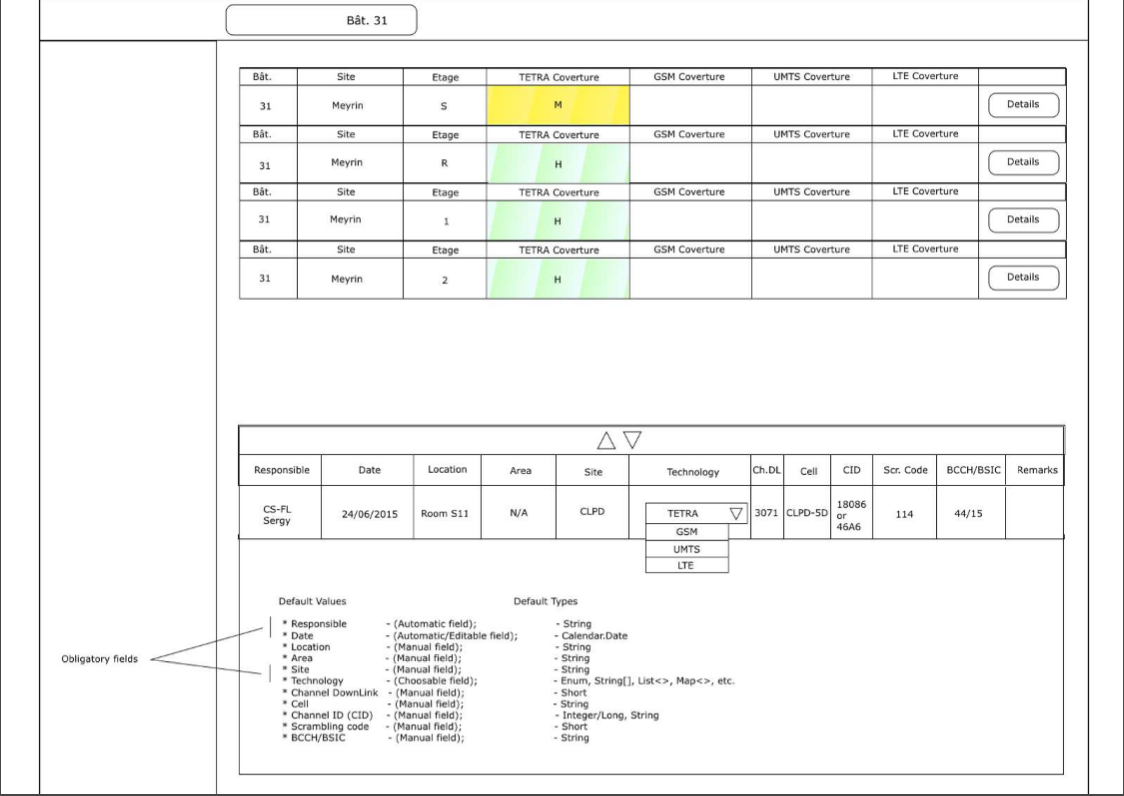 Bât. 31
Bât. Site Etage TETRA Coverture GSM Coverture UMTS Coverture LTE Coverture
31 Meyrin S M Details
Bât. Site Etage TETRA Coverture GSM Coverture UMTS Coverture LTE Coverture
31 Meyrin R H Details
Bât. Site Etage TETRA Coverture GSM Coverture UMTS Coverture LTE Coverture
31 Meyrin 1 H Details
Bât. Site Etage TETRA Coverture GSM Coverture UMTS Coverture LTE Coverture
31 Meyrin 2 H Details
Responsible Date Location Area Site Technology Ch.DL Cell CID Scr. Code BCCH/BSIC Remarks
CS-FL
Sergy
24/06/2015 Room S11 N/A CLPD TETRA 3071 CLPD-5D
18086
or
46A6
114 44/15
GSM
UMTS
LTE
Default Values Default Types
* Responsible - (Automatic field); - String
* Date - (Automatic/Editable field); - Calendar.Date
* Location - (Manual field); - String
* Area - (Manual field); - String
* Site - (Manual field); - String
* Technology - (Choosable field); - Enum, String[], List<>, Map<>, etc.
* Channel DownLink - (Manual field); - Short
* Cell - (Manual field); - String
* Channel ID (CID) - (Manual field); - Integer/Long, String
* Scrambling code - (Manual field); - Short
* BCCH/BSIC - (Manual field); - String
Obligatory fields